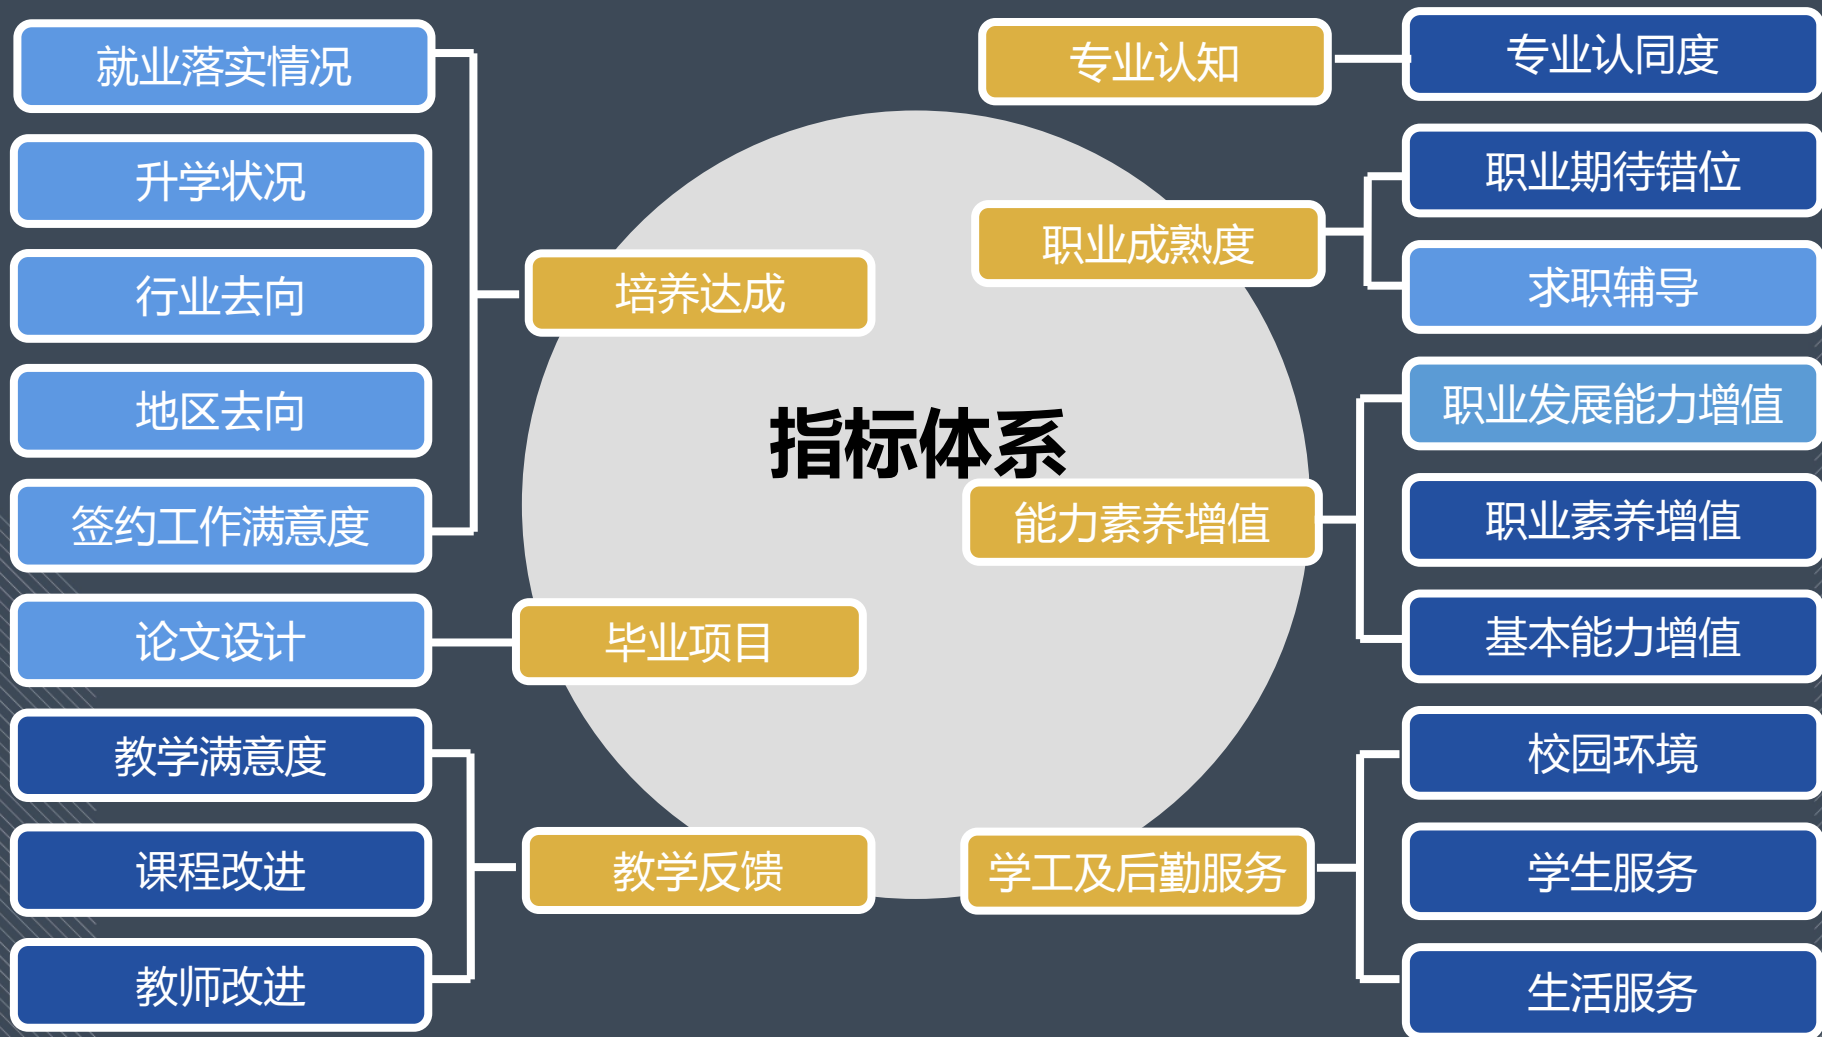 就业落实情况
升学状况
行业去向
地区去向
签约工作满意度
论文设计
教学满意度
课程改进
教师改进
培养达成
毕业项目
教学反馈
指标体系
专业认知
职业成熟度
能力素养增值
学工及后勤服务
专业认同度
职业期待错位
求职辅导
职业发展能力增值
职业素养增值
基本能力增值
校园环境
学生服务
生活服务